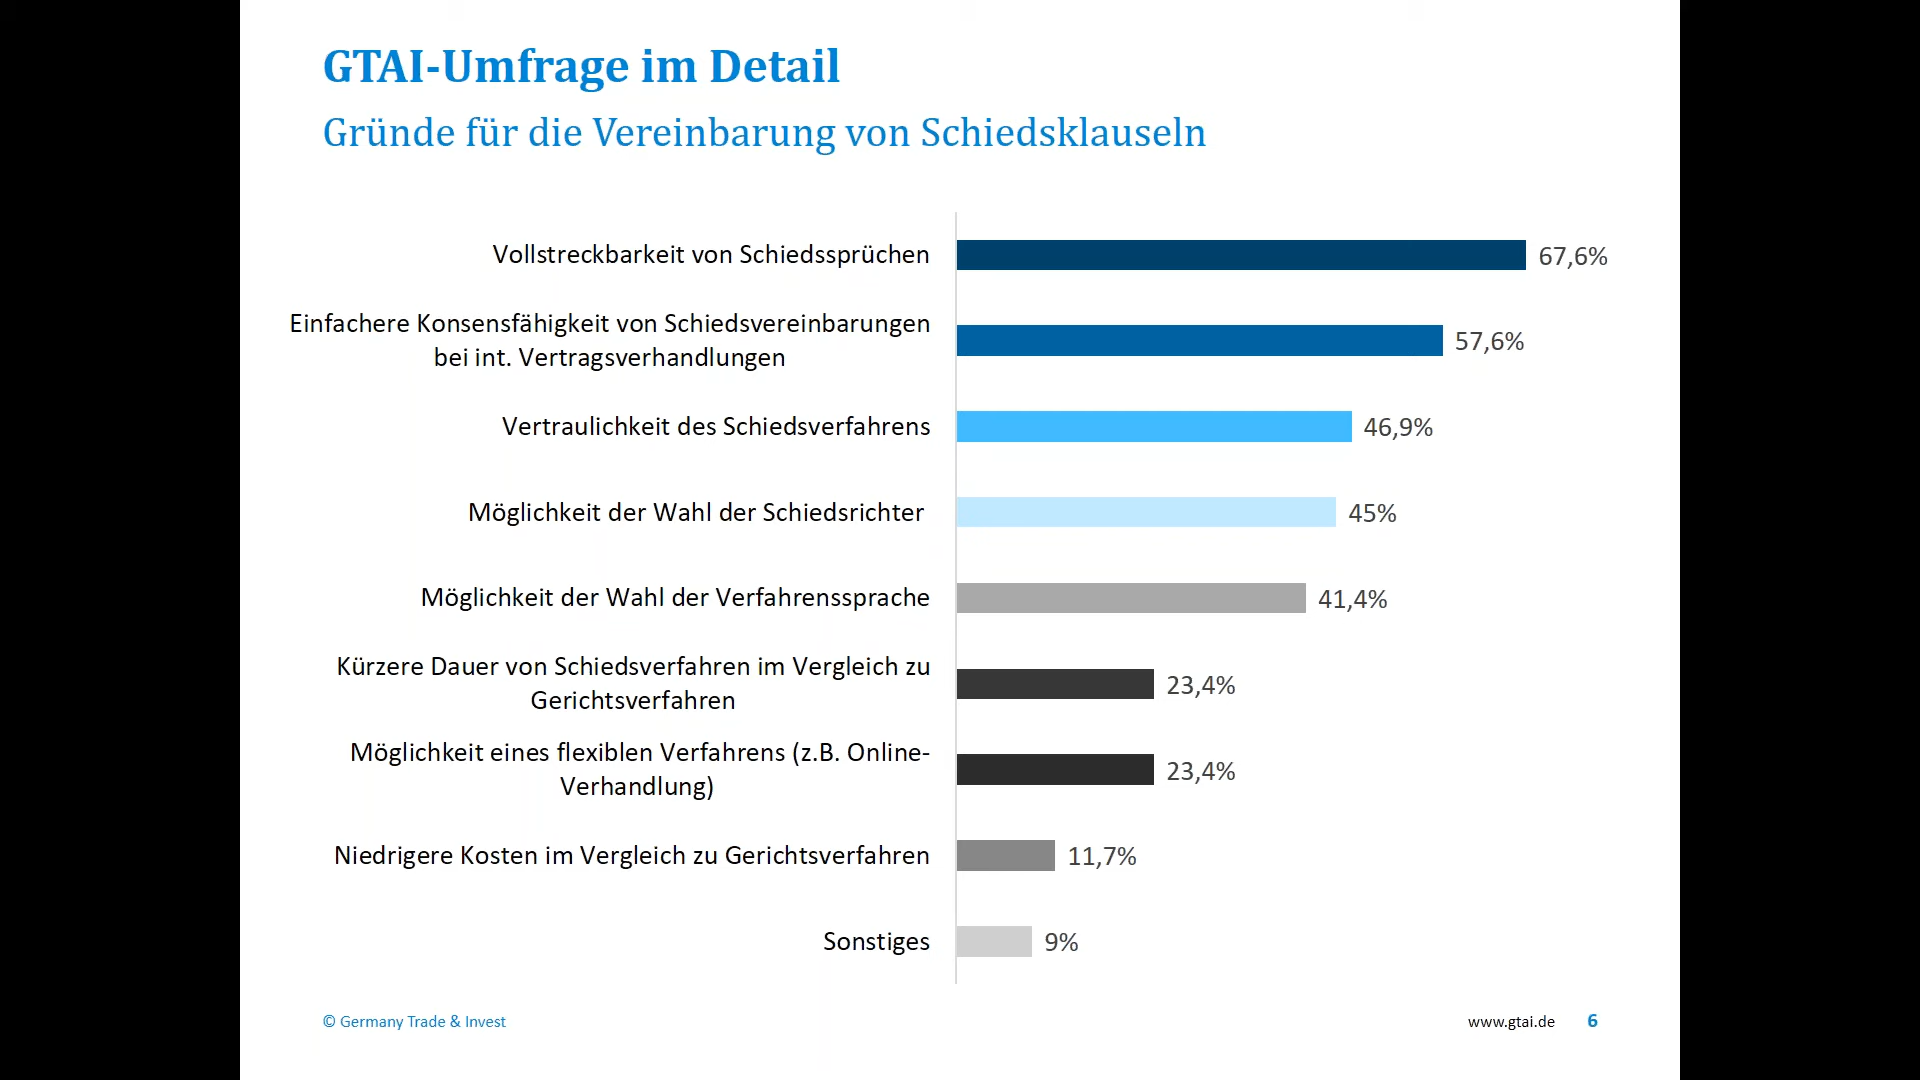 GTAI-Umfrage im Detail
Gründe für die Vereinbarung von Schiedsklauseln
Vollstreckbarkeit von Schiedssprüchen 67,6%
Einfachere Konsensfähigkeit von Schiedsvereinbarungen
bei int. Vertragsverhandlungen 57,6%
Vertraulichkeit des Schiedsverfahrens 46,9%
Möglichkeit der Wahl der Schiedsrichter 45%
Möglichkeit der Wahl der Verfahrenssprache 41,4%
Kürzere Dauer von Schiedsverfahren im Vergleich zu
Gerichtsverfahren 23,4%
Möglichkeit eines flexiblen Verfahrens (z.B. Online-
Verhandlung) 23,4%
Niedrigere Kosten im Vergleich zu Gerichtsverfahren 11,7%
Sonstiges 9%
© Germany Trade & Invest www.gtai.de 6